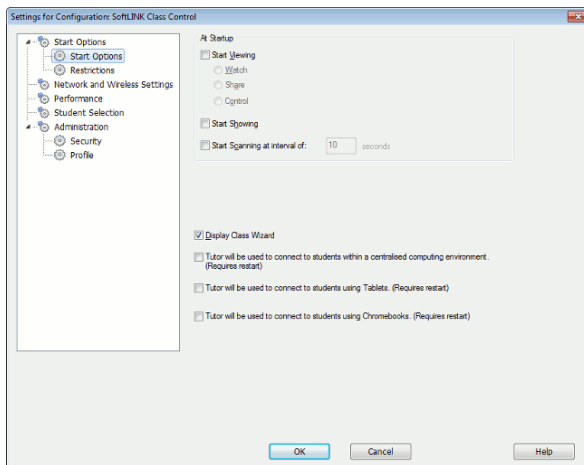 Settings for Configuration: SoftLINK Class Control
Start Options
Start Options
Restrictions
Network and Wireless Settings
Performance
Student Selection
Administration
Security
Profile
At Startup
Start Viewing
Watch
Share
Control
Start Showing
Start Scanning at interval of: 10 seconds
Display Class Wizard
Tutor will be used to connect to students within a centralised computing environment.
(Requires restart)
Tutor will be used to connect to students using Tablets. (Requires restart)
Tutor will be used to connect to students using Chromebooks. (Requires restart)
OK Cancel Help